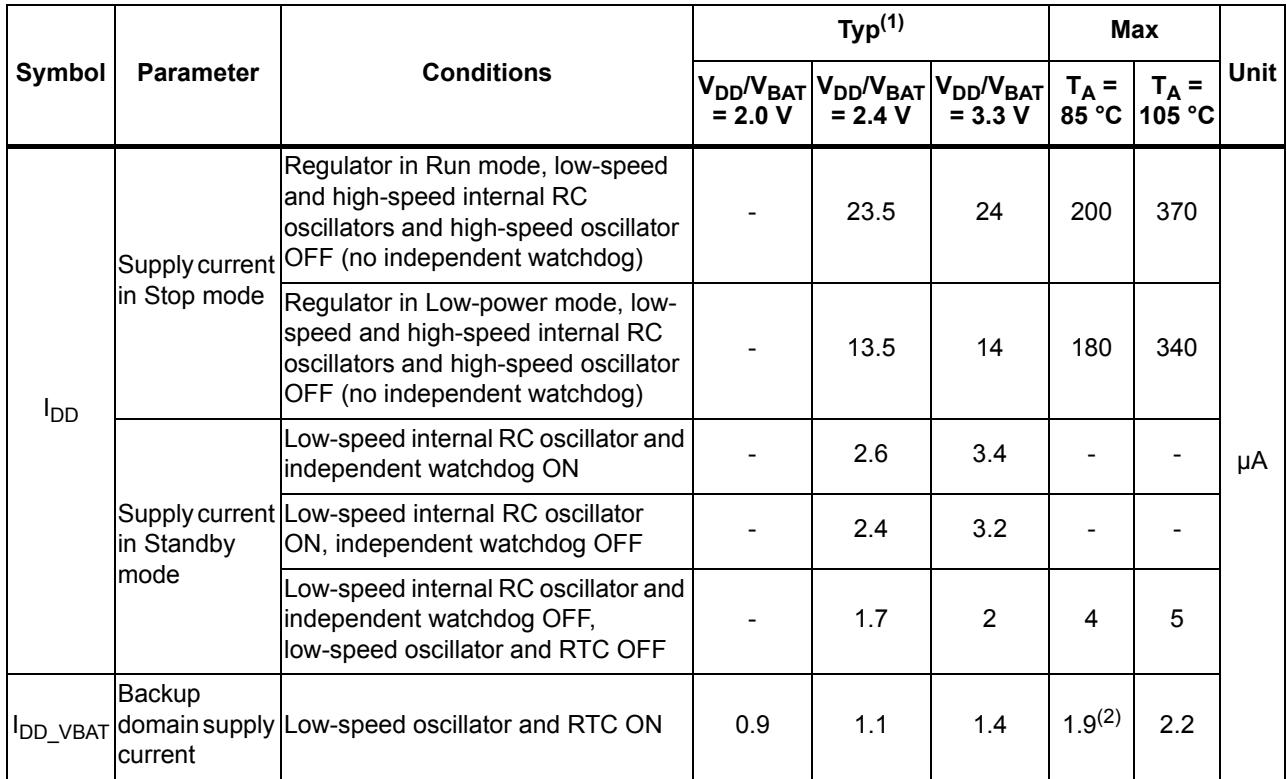 Symbol
Parameter
Conditions
Typ(1)
Max
Unit
VDD/VBAT = 2.0 V
VDD/VBAT = 2.4 V
VDD/VBAT = 3.3 V
TA = 85 °C
TA = 105 °C
IDD
Supply current
in Stop mode
Regulator in Run mode, low-speed
and high-speed internal RC
oscillators and high-speed oscillator
OFF (no independent watchdog)
-
23.5
24
200
370
µA
Regulator in Low-power mode, low-
speed and high-speed internal RC
oscillators and high-speed oscillator
OFF (no independent watchdog)
-
13.5
14
180
340
Supply current
in Standby
mode
Low-speed internal RC oscillator and
independent watchdog ON
-
2.6
3.4
-
-
Low-speed internal RC oscillator
ON, independent watchdog OFF
-
2.4
3.2
-
-
Low-speed internal RC oscillator and
independent watchdog OFF,
low-speed oscillator and RTC OFF
-
1.7
2
4
5
IDD_VBAT
Backup
domain supply
current
Low-speed oscillator and RTC ON
0.9
1.1
1.4
1.9(2)
2.2